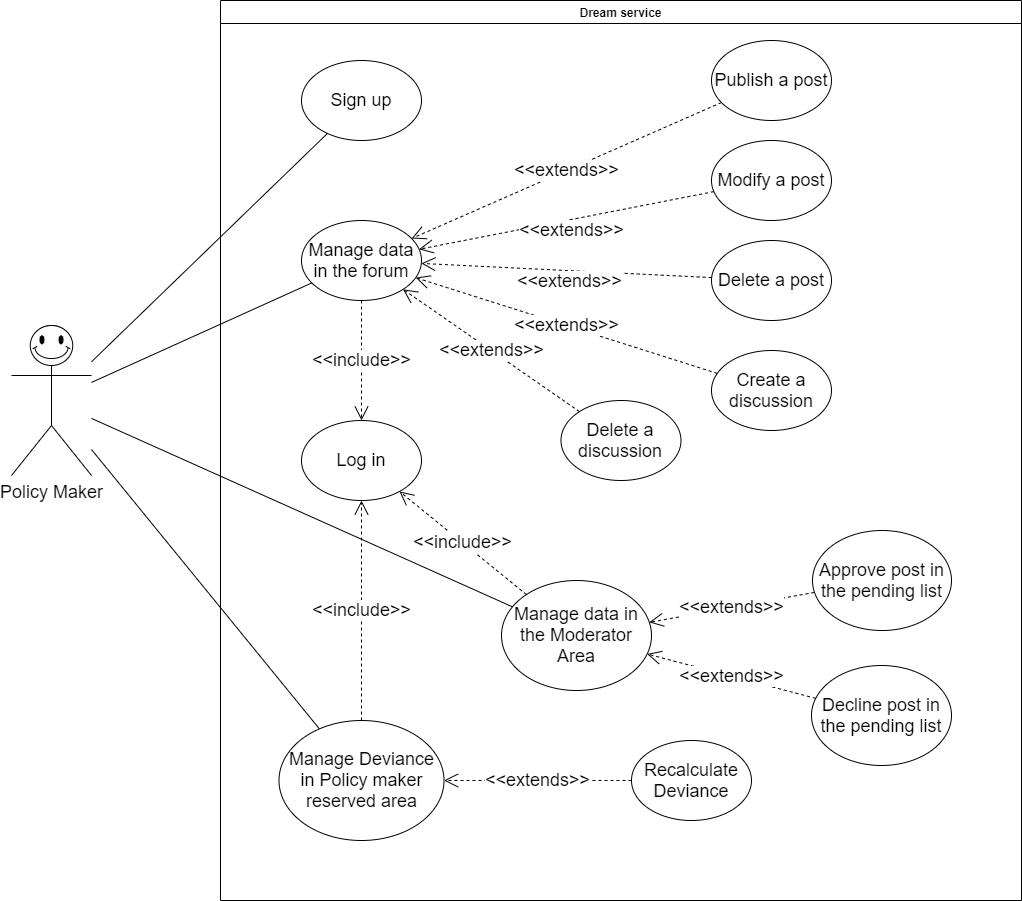 Dream service
Publish a post
Sign up
<<extends>>
Modify a post
<<extends>>
Manage data
in the forum
Delete a post
<<extends>>
<<extends>>
<<extends>>
<<include>>
Create a
discussion
Delete a
discussion
Log in
Policy Maker
<<include>>
Approve post in
the pending list
<<extends>>
<<include>>
Manage data in
the Moderator
Area
<<extends>>
Decline post in
the pending list
Manage Deviance
in Policy maker
reserved area
<<extends>>
Recalculate
Deviance